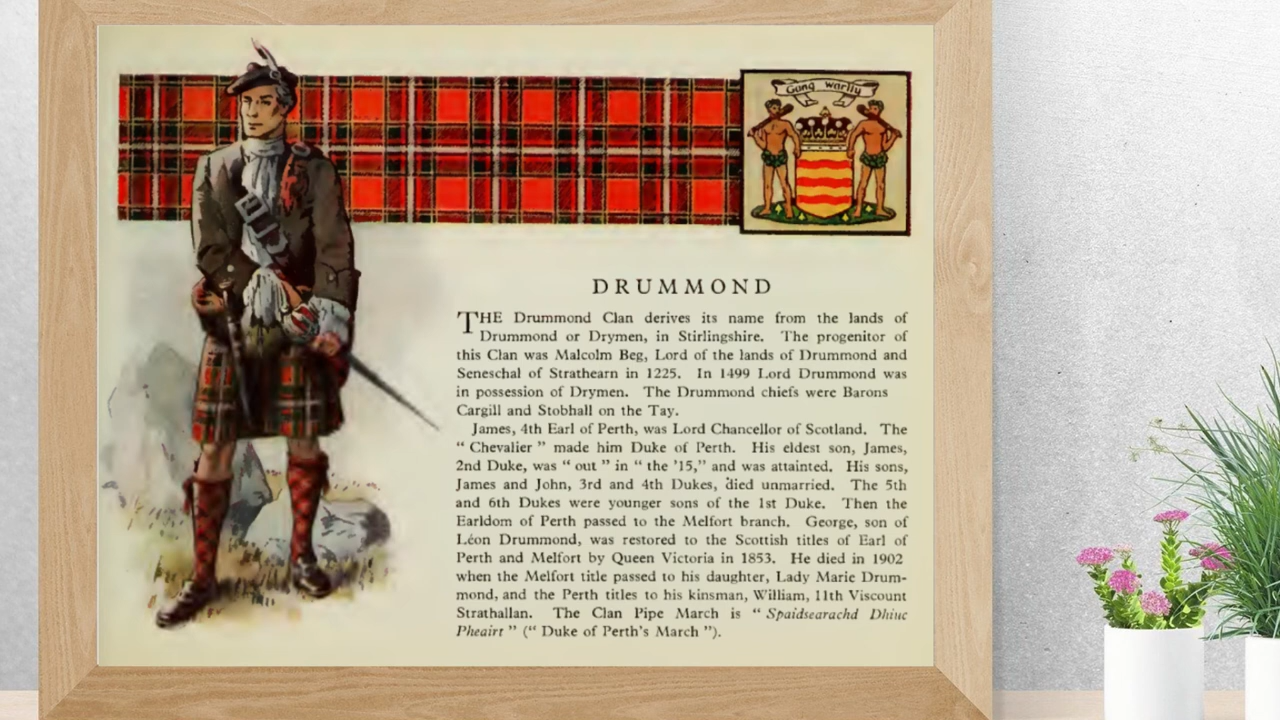 Gang warily
DRUMMOND
THE Drummond Clan derives its name from the lands of
Drummond or Drymen, in Stirlingshire. The progenitor of
this Clan was Malcolm Beg, Lord of the lands of Drummond and
Seneschal of Strathearn in 1225. In 1499 Lord Drummond was
in possession of Drymen. The Drummond chiefs were Barons
Cargill and Stobhall on the Tay.
James, 4th Earl of Perth, was Lord Chancellor of Scotland. The
“ Chevalier ” made him Duke of Perth. His eldest son, James,
2nd Duke, was “ out ” in “ the '15,” and was attainted. His sons,
James and John, 3rd and 4th Dukes, died unmarried. The 5th
and 6th Dukes were younger sons of the 1st Duke. Then the
Earldom of Perth passed to the Melfort branch. George, son of
Léon Drummond, was restored to the Scottish titles of Earl of
Perth and Melfort by Queen Victoria in 1853. He died in 1902
when the Melfort title passed to his daughter, Lady Marie Drum-
mond, and the Perth titles to his kinsman, William, 11th Viscount
Strathallan. The Clan Pipe March is “ Spaidsearachd Dhiuc
Pheairt ” (“ Duke of Perth's March ”).